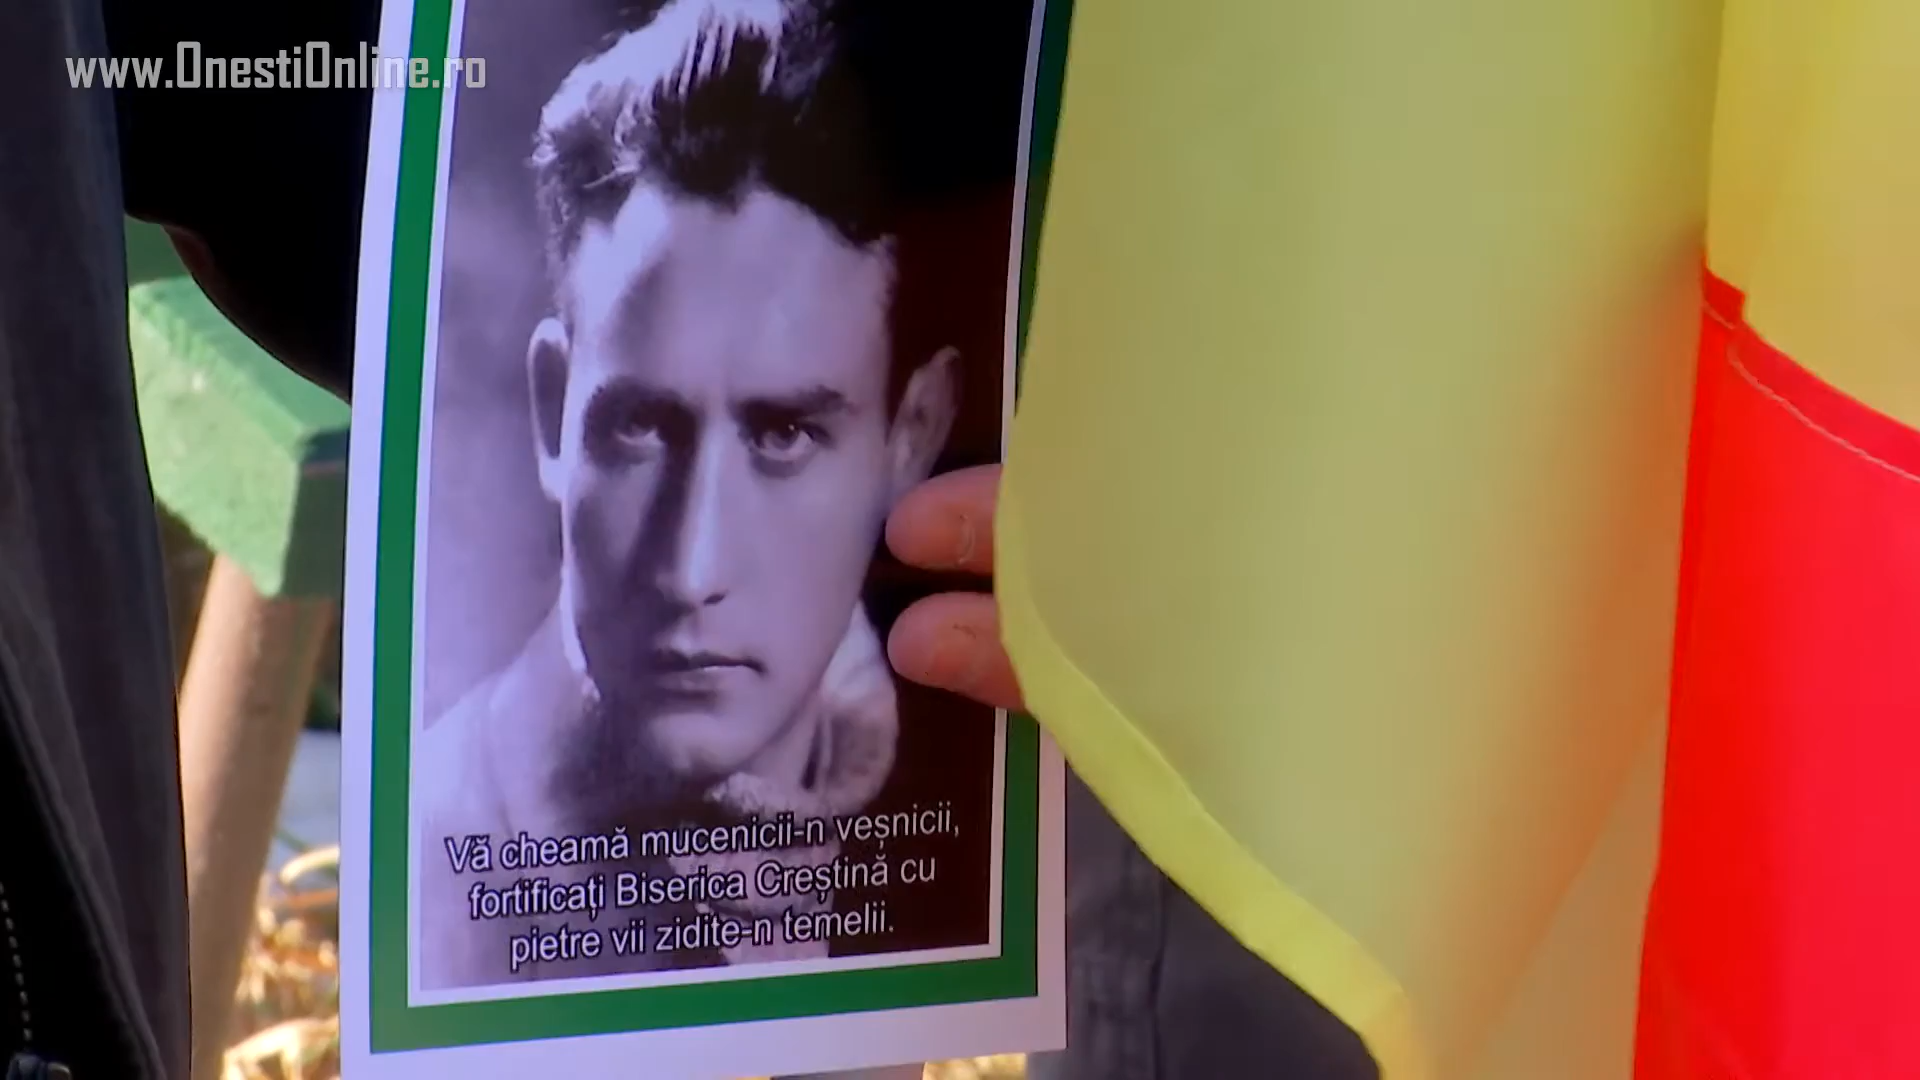 www.OnestiOnline.ro
Vă cheamă mucenicii-n veșnicii,
fortificați Biserica Creștină cu
pietre vii zidite-n temelii.